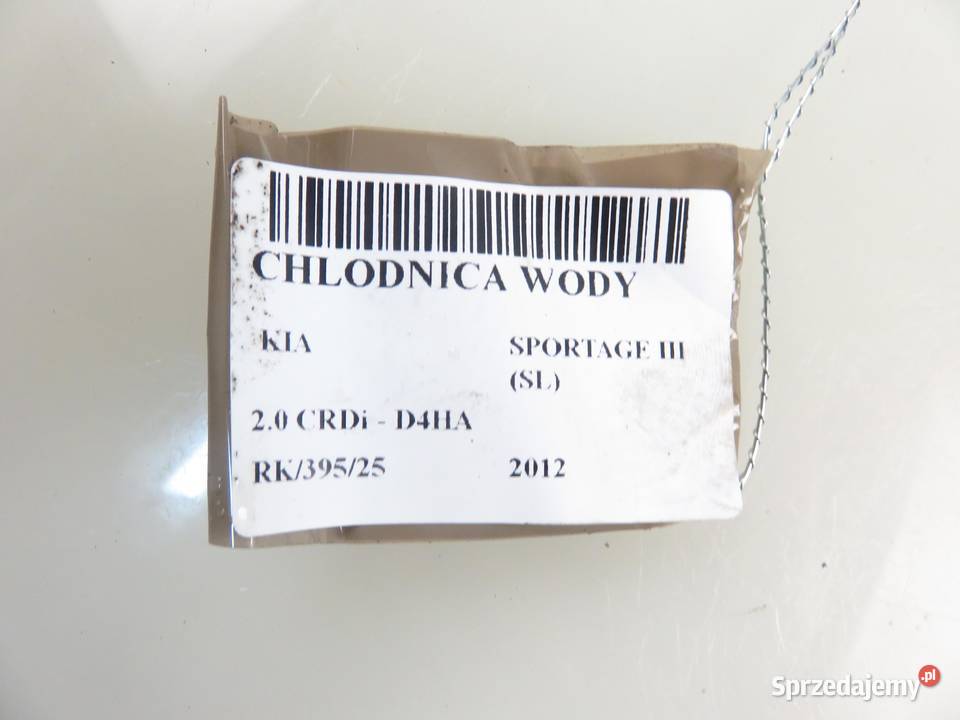 CHLODNICA WODY
KIA SPORTAGE III
(SL)
2.0 CRDi - D4HA
RK/395/25 2012
Sprzedajemy.pl